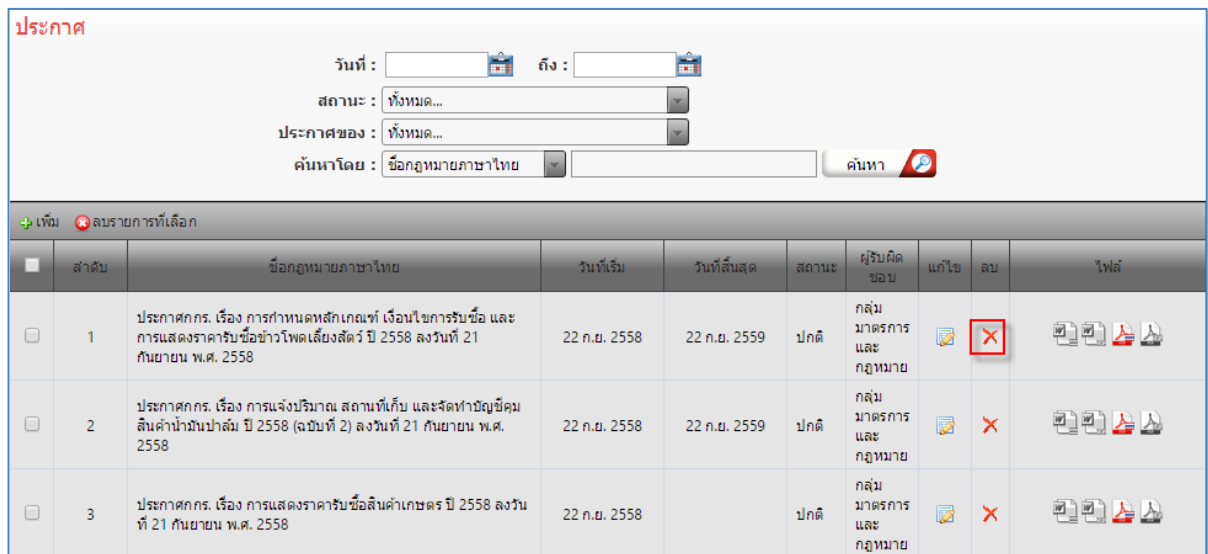 ประกาศ
วันที่ : ถึง :
สถานะ : ทั้งหมด...
ประกาศของ : ทั้งหมด...
ค้นหาโดย : ชื่อกฎหมายภาษาไทย ค้นหา
เพิ่ม ลบรายการที่เลือก
ลำดับ ชื่อกฎหมายภาษาไทย วันที่เริ่ม วันที่สิ้นสุด สถานะ ผู้รับผิด แก้ไข ลบ ไฟล์
ชอบ
ประกาศกกร. เรื่อง การกำหนดหลักเกณฑ์ เงื่อนไขการรับซื้อ และ
1 การแสดงราคารับซื้อข้าวโพดเลี้ยงสัตว์ ปี 2558 ลงวันที่ 21 22 ก.ย. 2558 22 ก.ย. 2559 ปกติ
กันยายน พ.ศ. 2558
กลุ่ม
มาตรการ
และ
กฎหมาย
ประกาศกกร. เรื่อง การแจ้งปริมาณ สถานที่เก็บ และจัดทำบัญชีคุม
2 สินค้าน้ำมันปาล์ม ปี 2558 (ฉบับที่ 2) ลงวันที่ 21 กันยายน พ.ศ. 22 ก.ย. 2558 22 ก.ย. 2559 ปกติ
2558
กลุ่ม
มาตรการ
และ
กฎหมาย
ประกาศกกร. เรื่อง การแสดงราคารับซื้อสินค้าเกษตร ปี 2558 ลงวัน
3 ที่ 21 กันยายน พ.ศ. 2558 22 ก.ย. 2558 ปกติ
กลุ่ม
มาตรการ
และ
กฎหมาย